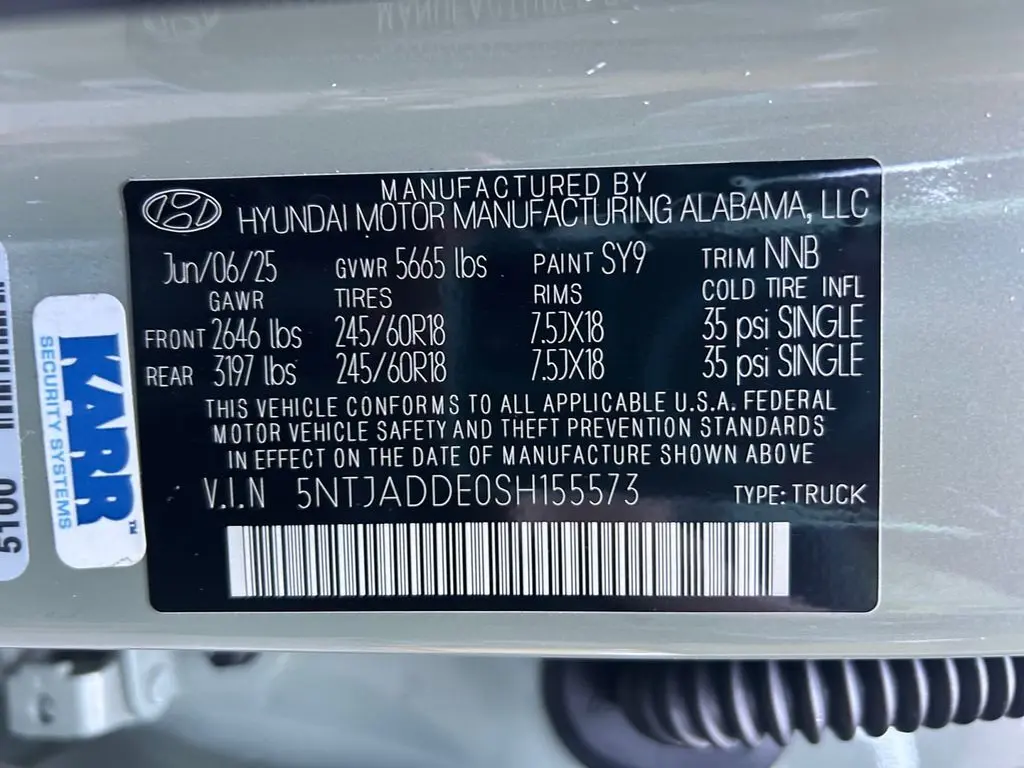 MANUFACTURED BY
HYUNDAI MOTOR MANUFACTURING ALABAMA, LLC
Jun/06/25 GVWR 5665 lbs PAINT SY9 TRIM NNB
GAWR TIRES RIMS COLD TIRE INFL
FRONT 2646 lbs 245/60R18 7.5JX18 35 psi SINGLE
REAR 3197 lbs 245/60R18 7.5JX18 35 psi SINGLE
THIS VEHICLE CONFORMS TO ALL APPLICABLE U.S.A. FEDERAL
MOTOR VEHICLE SAFETY AND THEFT PREVENTION STANDARDS
IN EFFECT ON THE DATE OF MANUFACTURE SHOWN ABOVE
V.I.N 5NTJADDE0SH155573 TYPE: TRUCK
KARR™
SECURITY SYSTEMS
5100